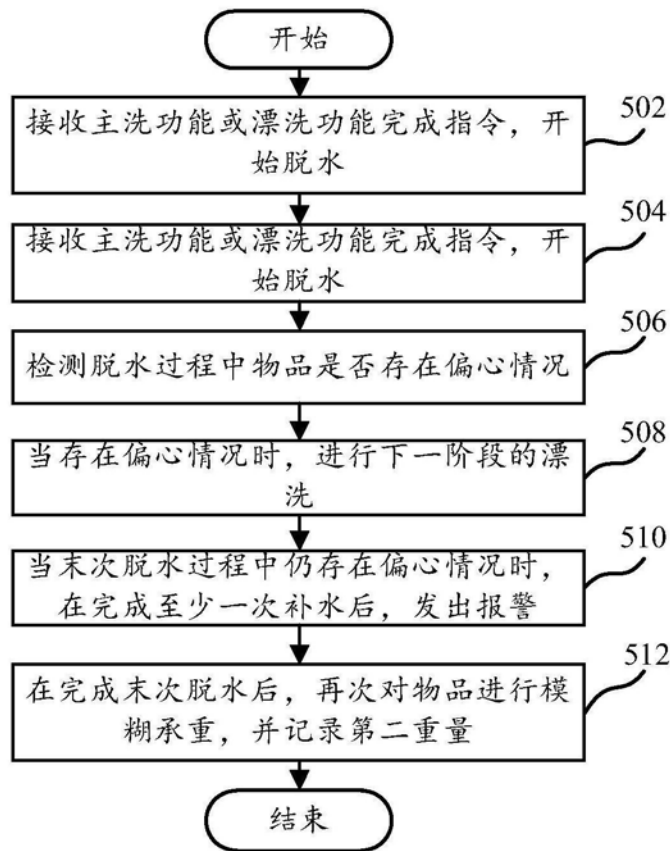 开始
接收主洗功能或漂洗功能完成指令，开
始脱水
502
接收主洗功能或漂洗功能完成指令，开
始脱水
504
检测脱水过程中物品是否存在偏心情况
506
当存在偏心情况时，进行下一阶段的漂
洗
508
当末次脱水过程中仍存在偏心情况时，
在完成至少一次补水后，发出报警
510
在完成末次脱水后，再次对物品进行模
糊承重，并记录第二重量
512
结束